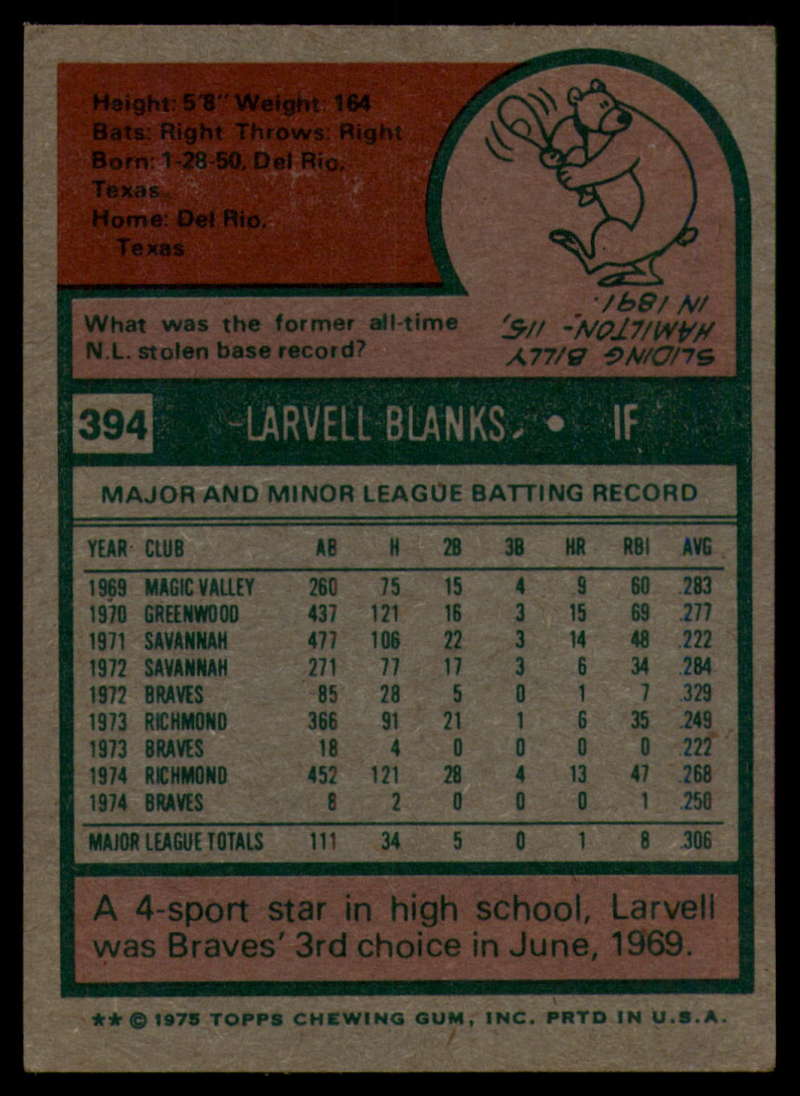 Height: 5'8" Weight: 164
Bats: Right Throws: Right
Born: 1-28-50, Del Rio,
Texas
Home: Del Rio,
Texas
What was the former all-time
N.L. stolen base record?
SLIDING BILLY
HAMILTON- 115,
IN 1891.
394 LARVELL BLANKS • IF
MAJOR AND MINOR LEAGUE BATTING RECORD
YEAR CLUB AB H 2B 3B HR RBI AVG
1969 MAGIC VALLEY 260 75 15 4 9 60 .283
1970 GREENWOOD 437 121 16 3 15 69 .277
1971 SAVANNAH 477 106 22 3 14 48 .222
1972 SAVANNAH 271 77 17 3 6 34 .284
1972 BRAVES 85 28 5 0 1 7 .329
1973 RICHMOND 366 91 21 1 6 35 .249
1973 BRAVES 18 4 0 0 0 0 .222
1974 RICHMOND 452 121 28 4 13 47 .268
1974 BRAVES 8 2 0 0 0 1 .250
MAJOR LEAGUE TOTALS 111 34 5 0 1 8 .306
A 4-sport star in high school, Larvell
was Braves' 3rd choice in June, 1969.
** © 1975 TOPPS CHEWING GUM, INC. PRTD IN U.S.A.